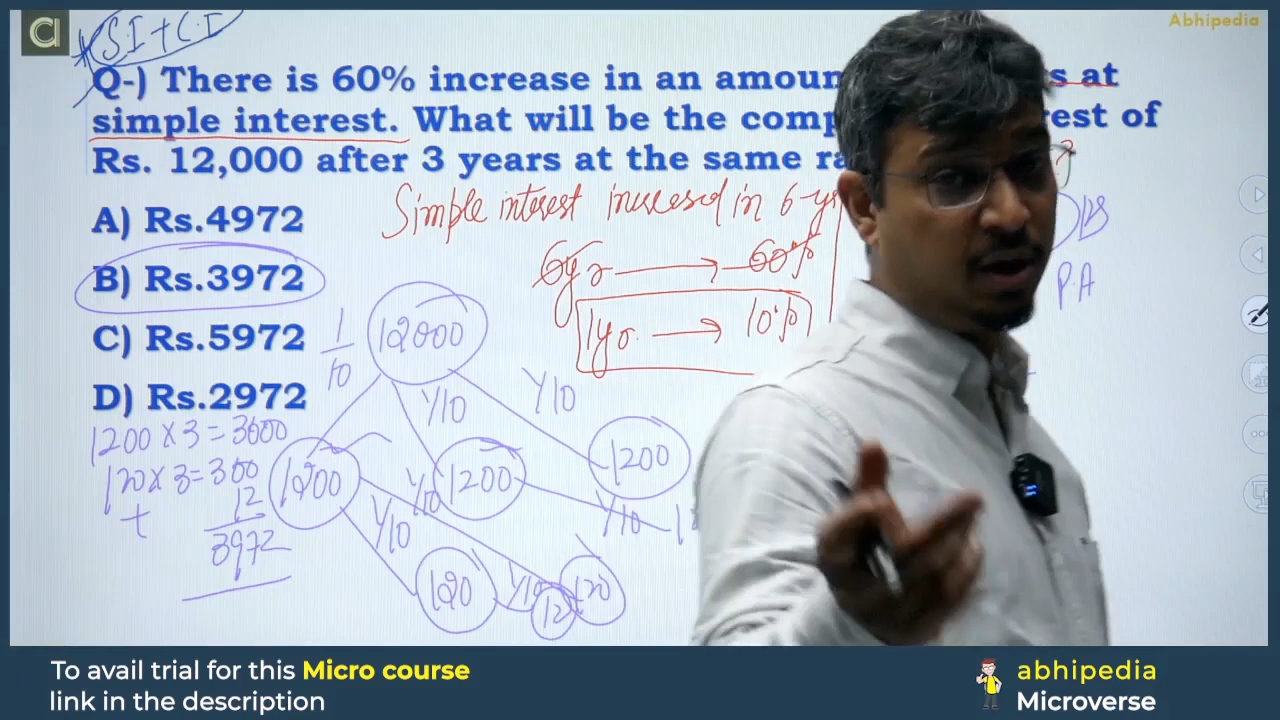 a
Abhipedia
* S.I + C.I
Q-) There is 60% increase in an amoun s at
simple interest. What will be the comp rest of
Rs. 12,000 after 3 years at the same ra ?
Simple interest increased in 6-yr
A) Rs.4972
6yr → 60%
B) Rs.3972
P.A
1yr. → 10%
1/10
12000
C) Rs.5972
1/10
1/10
D) Rs.2972
1200 × 3 = 3600
120 × 3 = 360
+ 12
3972
1200
1200
1200
1/10
1/10
1/10
120
1/10
12
120
To avail trial for this Micro course
link in the description
abhipedia
Microverse